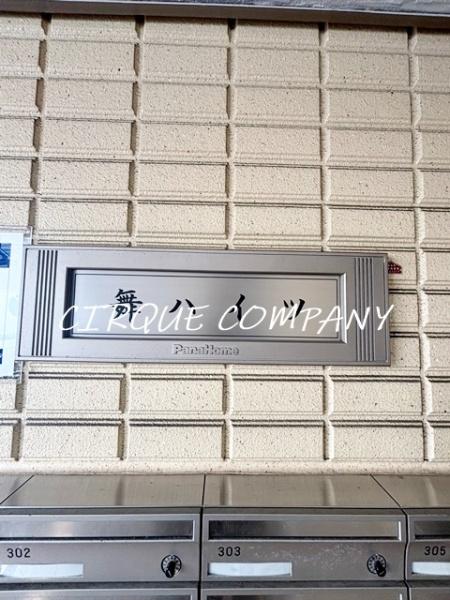 舞ハイツ
CIRQUE COMPANY
PanaHome
302 303 305